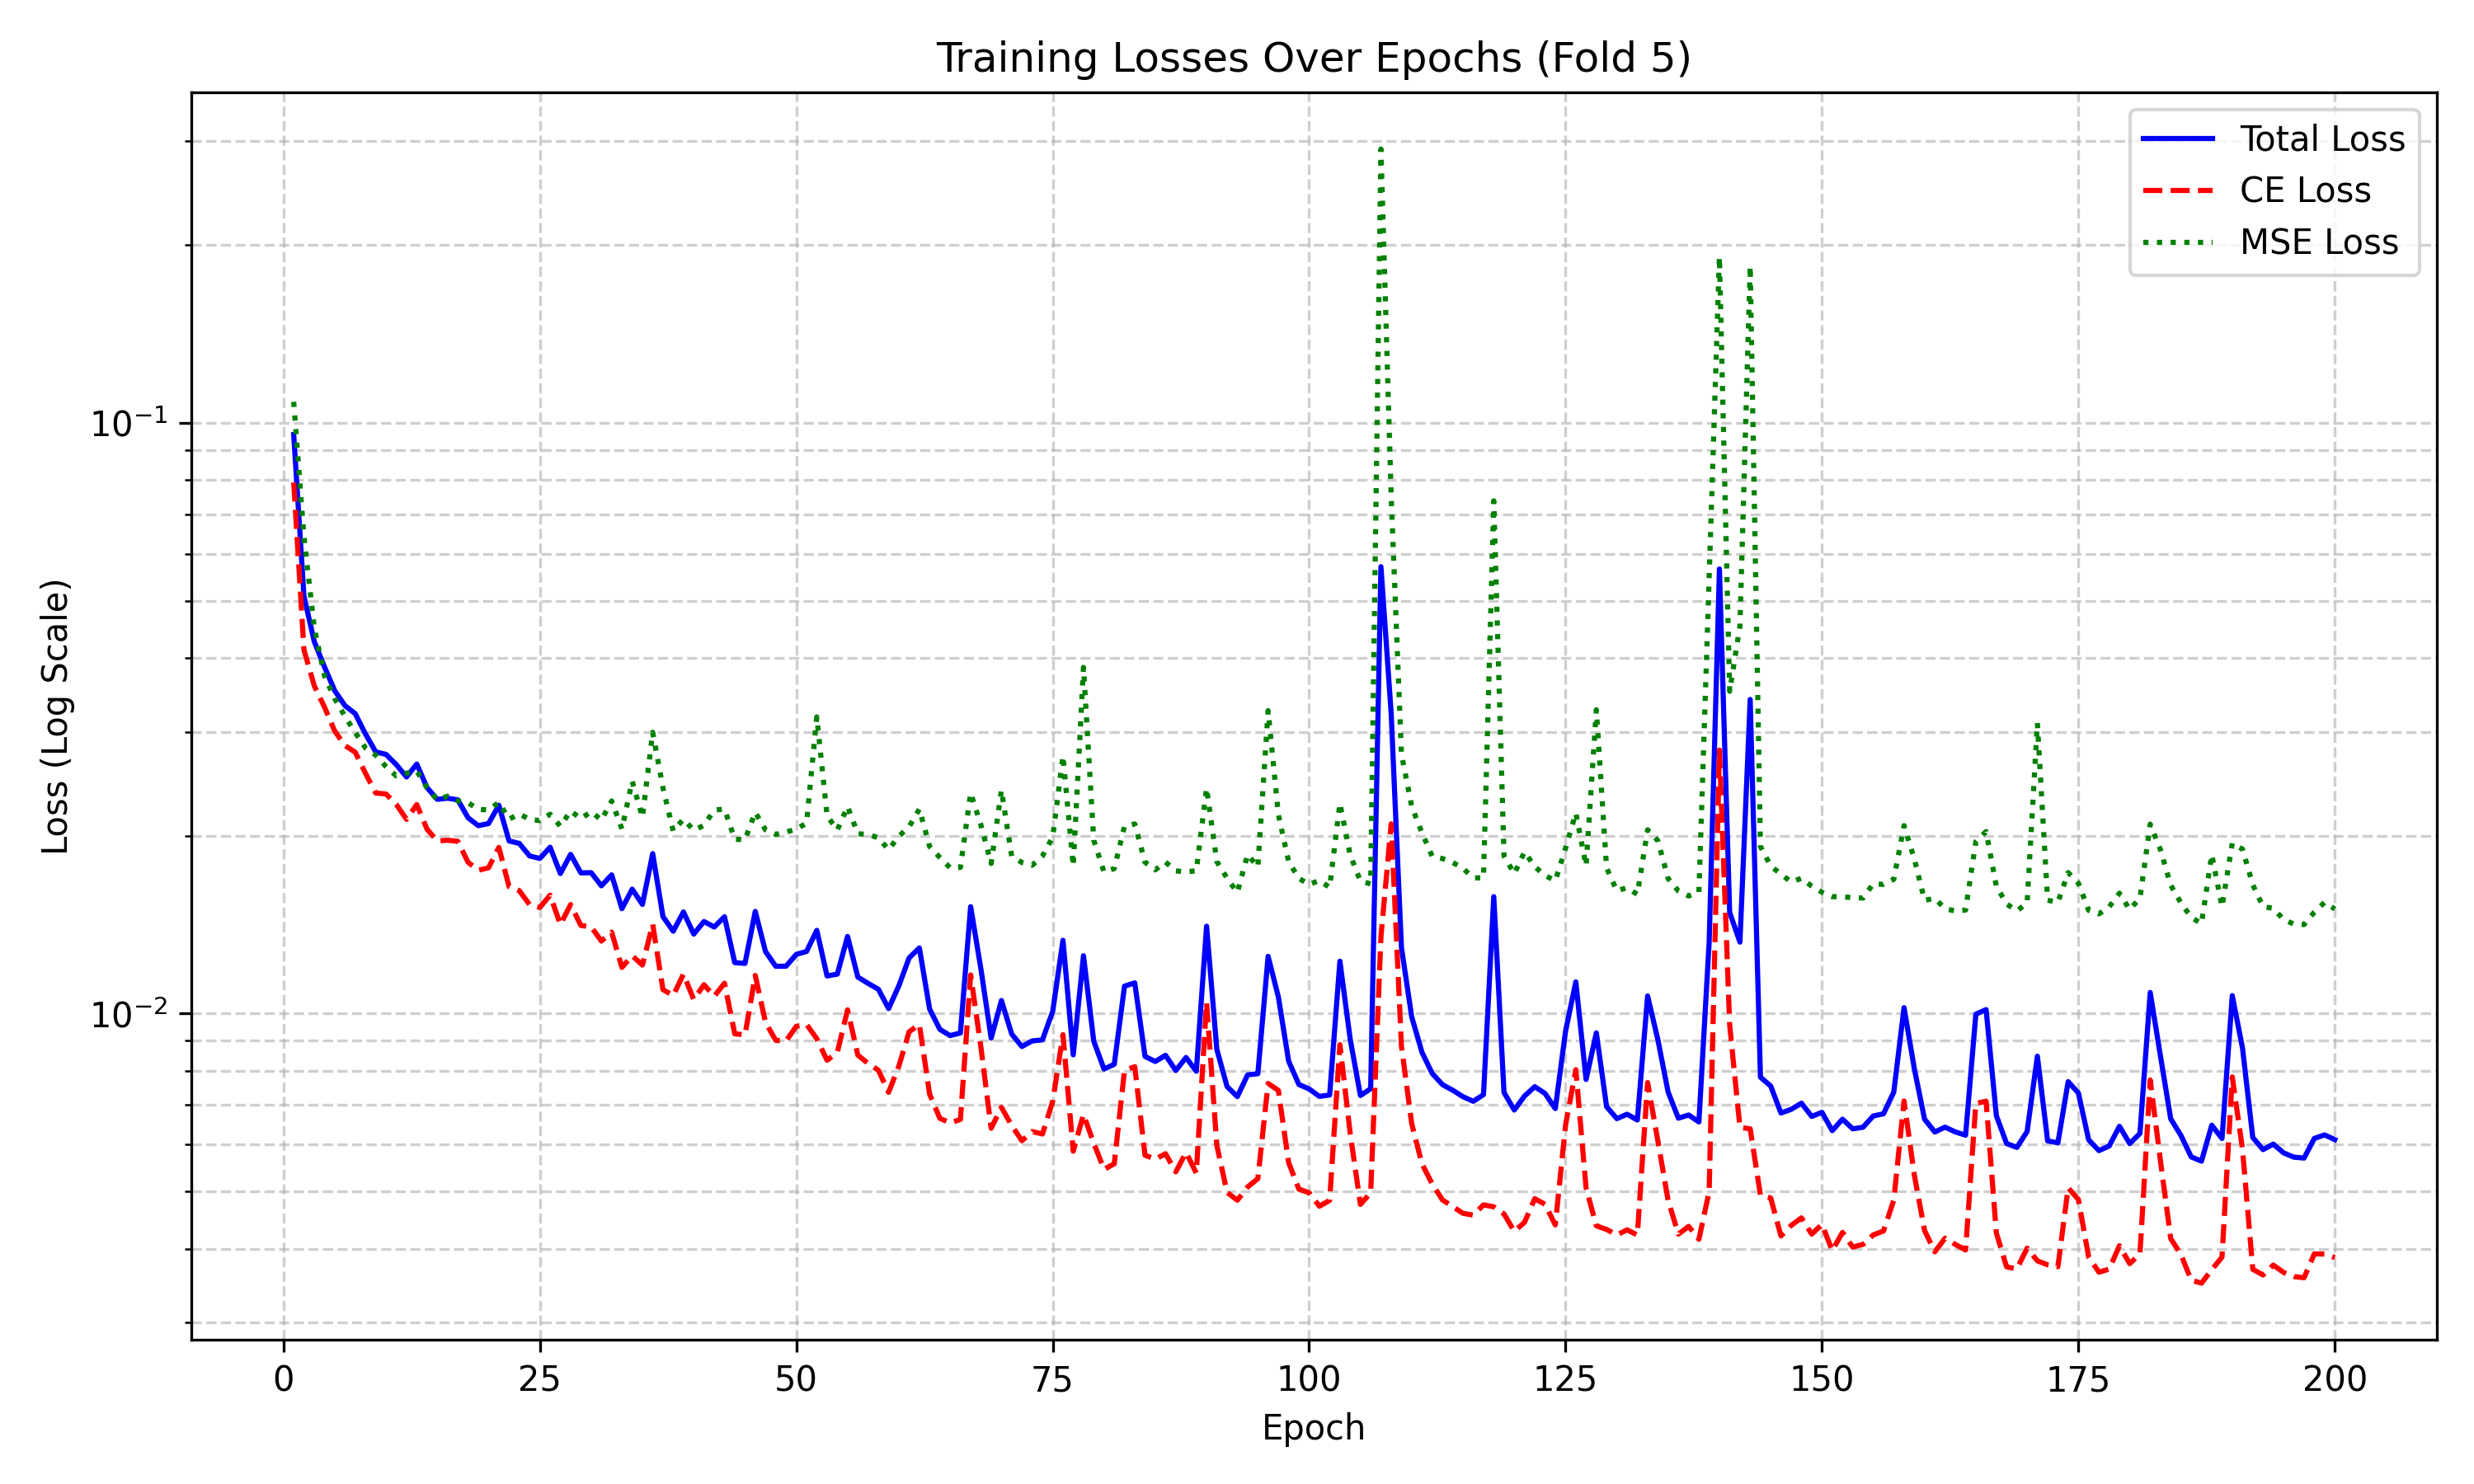 Training Losses Over Epochs (Fold 5)
Total Loss
CE Loss
MSE Loss
Loss (Log Scale)
10⁻¹
10⁻²
0 25 50 75 100 125 150 175 200
Epoch